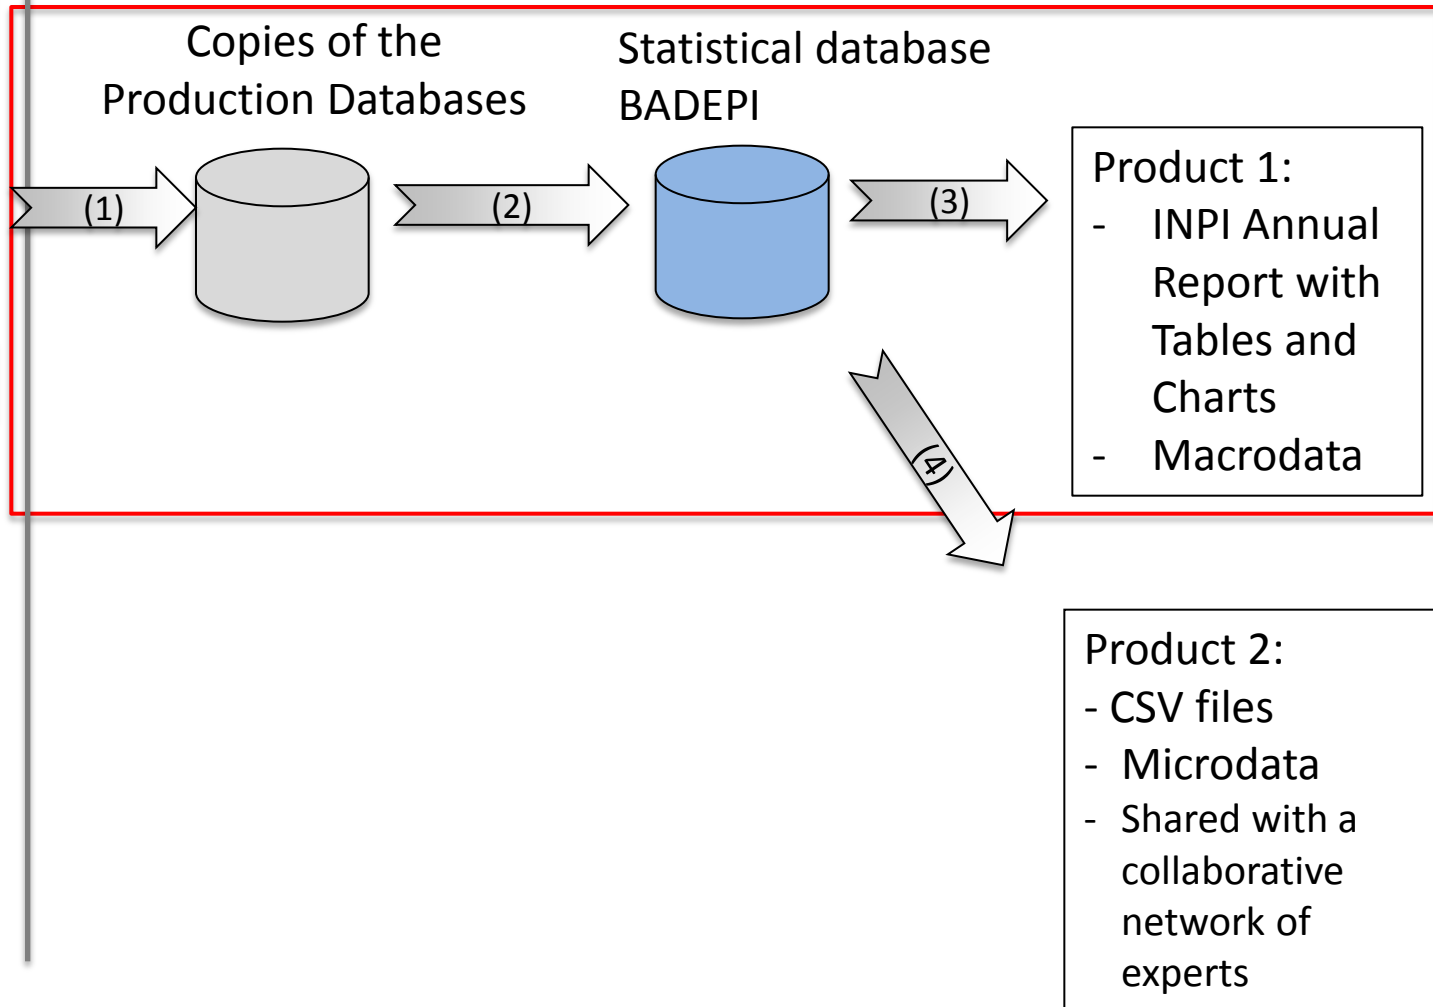 Copies of the
Production Databases
Statistical database
BADEPI
(1)
(2)
(3)
(4)
Product 1:
- INPI Annual
Report with
Tables and
Charts
- Macrodata
Product 2:
- CSV files
- Microdata
- Shared with a
collaborative
network of
experts